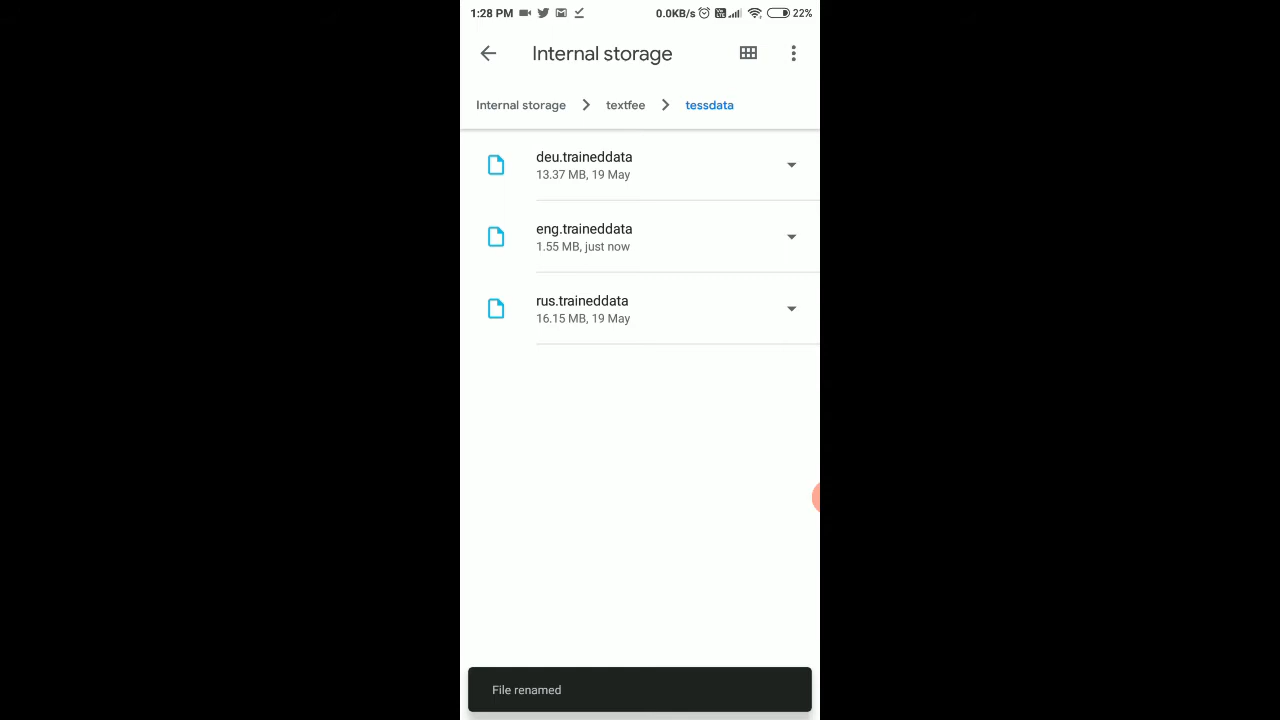 1:28 PM 0.0KB/s 22%
Internal storage
Internal storage textfee tessdata
deu.traineddata
13.37 MB, 19 May
eng.traineddata
1.55 MB, just now
rus.traineddata
16.15 MB, 19 May
File renamed